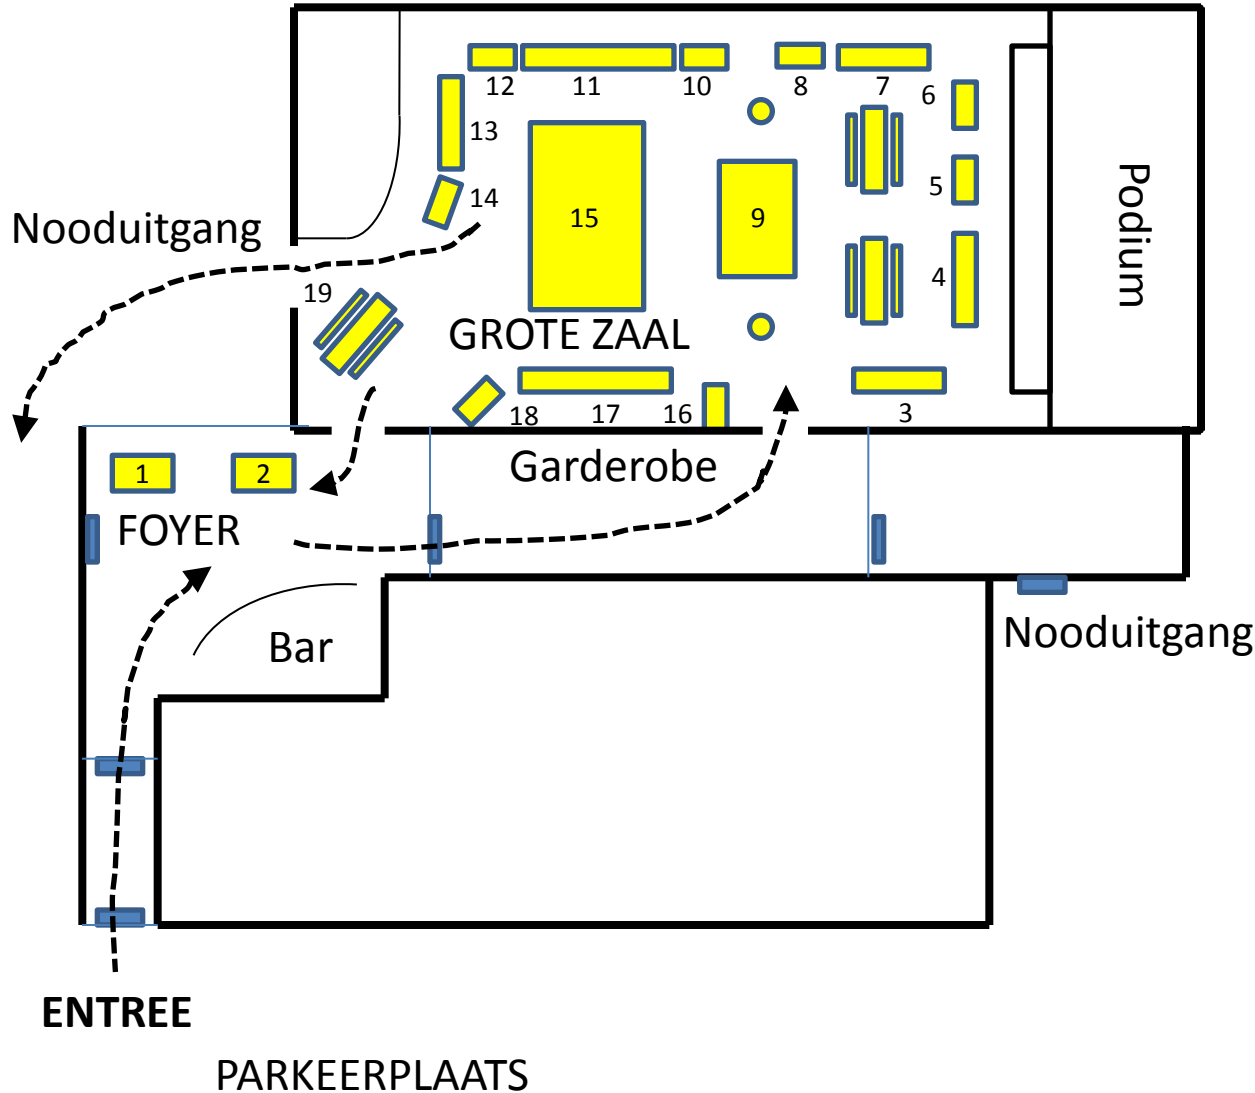 12
11
10
8
7
6
13
5
14
15
9
Podium
Nooduitgang
4
19
GROTE ZAAL
18
17
16
3
1
2
Garderobe
FOYER
Bar
Nooduitgang
ENTREE
PARKEERPLAATS